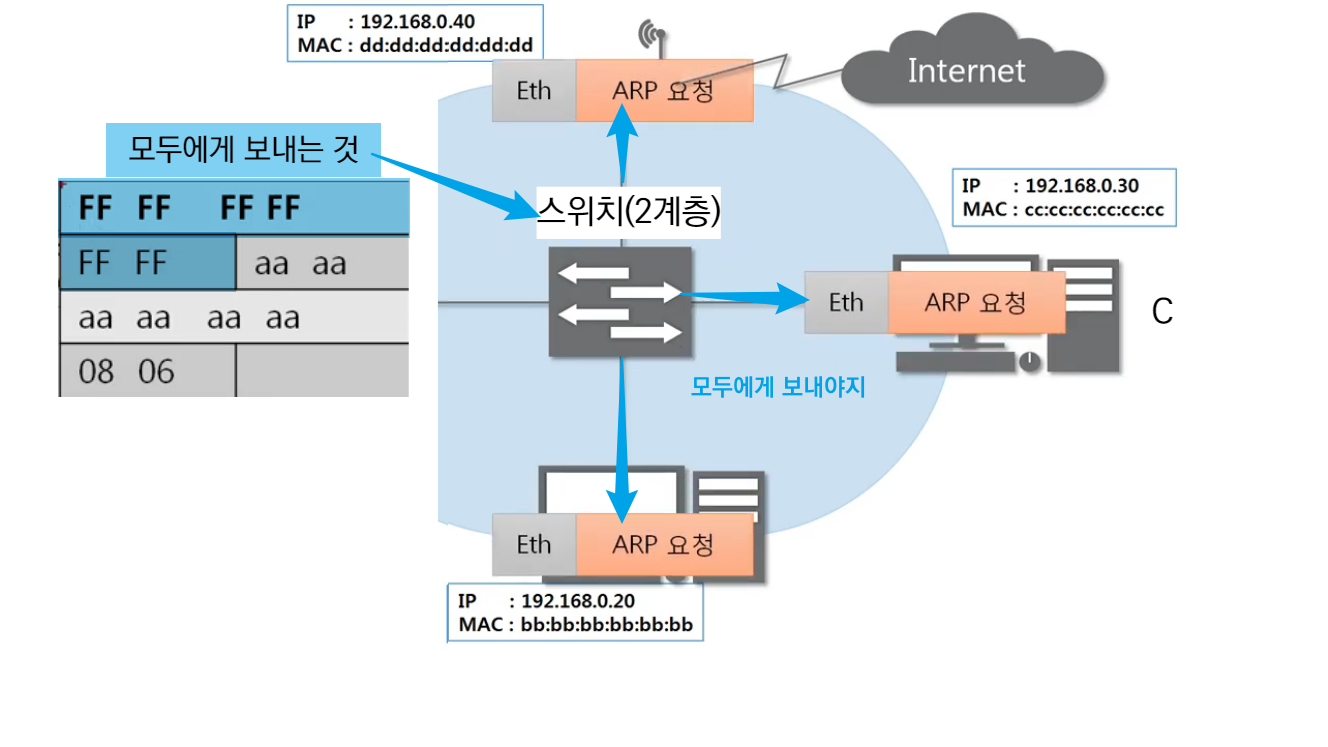 IP : 192.168.0.40
MAC : dd:dd:dd:dd:dd:dd
Eth ARP 요청
Internet
모두에게 보내는 것
FF FF FF FF
FF FF aa aa
aa aa aa aa
08 06
스위치(2계층)
IP : 192.168.0.30
MAC : cc:cc:cc:cc:cc:cc
Eth ARP 요청
C
모두에게 보내야지
Eth ARP 요청
IP : 192.168.0.20
MAC : bb:bb:bb:bb:bb:bb